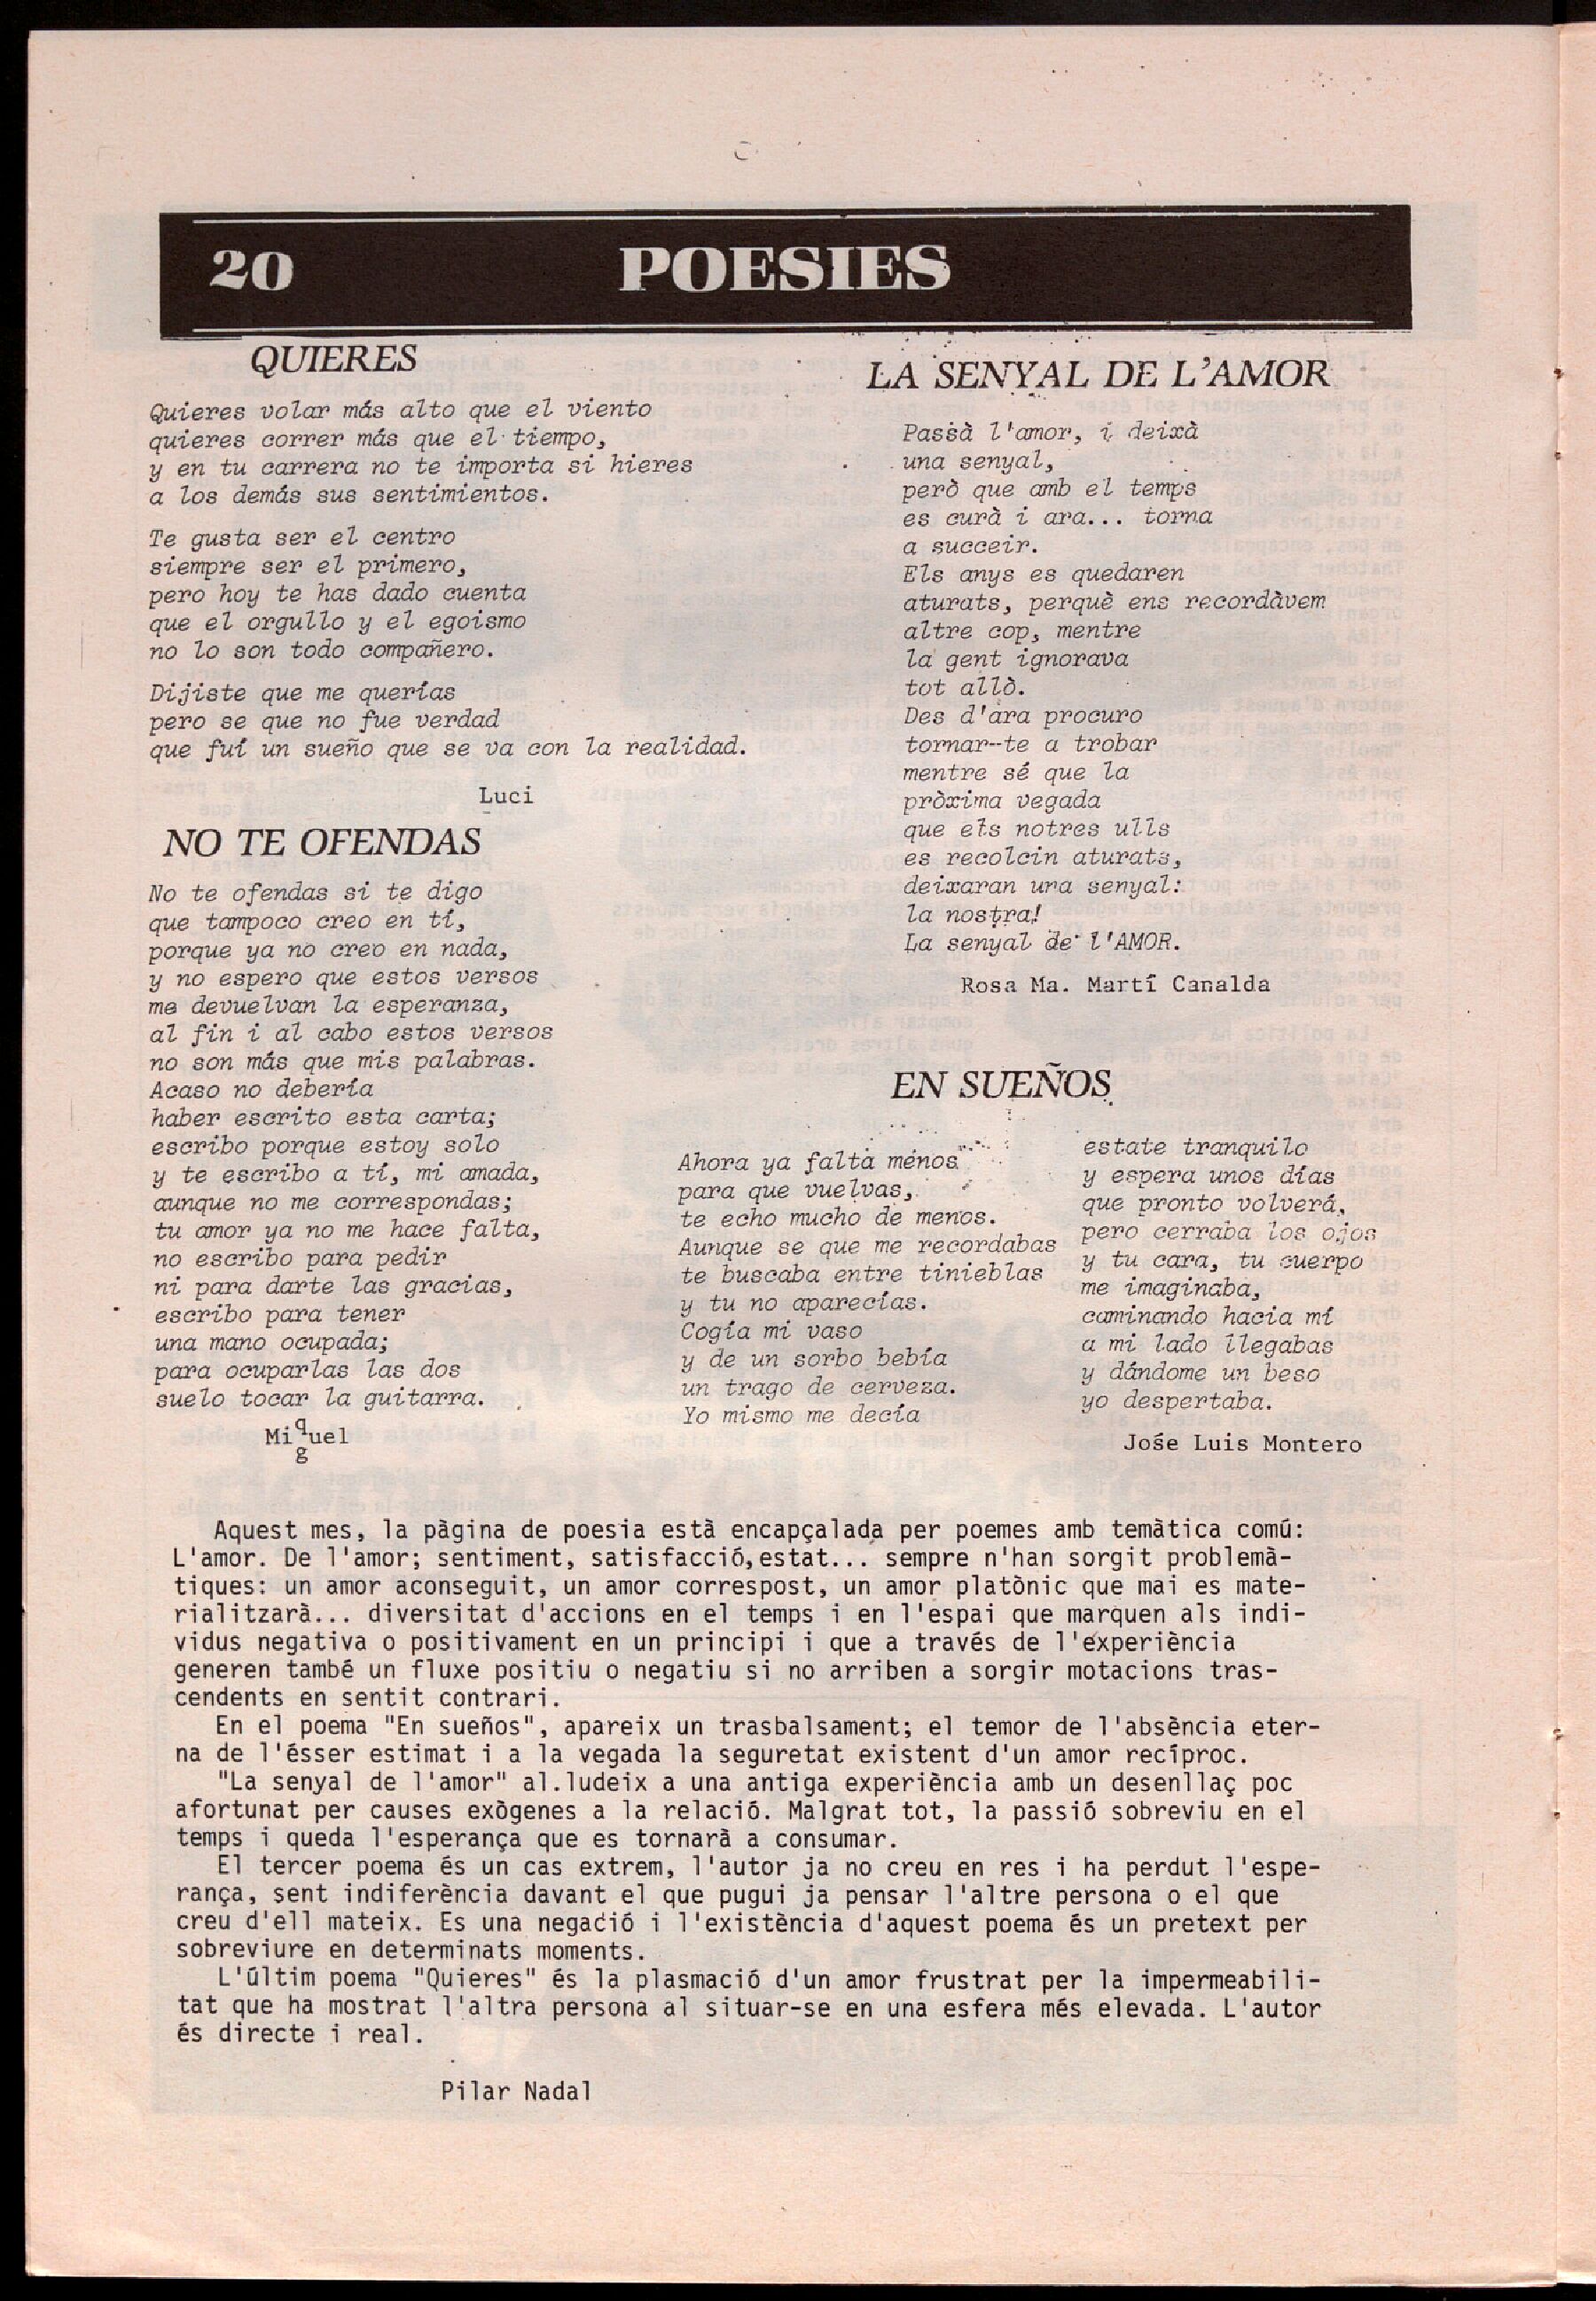 20 POESIES
QUIERES
Quieres volar más alto que el viento
quieres correr más que el tiempo,
y en tu carrera no te importa si hieres
a los demás sus sentimientos.
Te gusta ser el centro
siempre ser el primero,
pero hoy te has dado cuenta
que el orgullo y el egoismo
no lo son todo compañero.
Dijiste que me querías
pero se que no fue verdad
que fuí un sueño que se va con la realidad.
Luci
NO TE OFENDAS
No te ofendas si te digo
que tampoco creo en tí,
porque ya no creo en nada,
y no espero que estos versos
me devuelvan la esperanza,
al fin i al cabo estos versos
no son más que mis palabras.
Acaso no debería
haber escrito esta carta;
escribo porque estoy solo
y te escribo a tí, mi amada,
aunque no me correspondas;
tu amor ya no me hace falta,
no escribo para pedir
ni para darte las gracias,
escribo para tener
una mano ocupada;
para ocuparlas las dos
suelo tocar la guitarra.
Miqguel
LA SENYAL DE L'AMOR
Passà l'amor, i deixà
una senyal,
però que amb el temps
es curà i ara... torna
a succeir.
Els anys es quedaren
aturats, perquè ens recordàvem
altre cop, mentre
la gent ignorava
tot allò.
Des d'ara procuro
tornar-te a trobar
mentre sé que la
pròxima vegada
que els notres ulls
es recolcin aturats,
deixaran una senyal:
la nostra!
La senyal de l'AMOR.
Rosa Ma. Martí Canalda
EN SUEÑOS
Ahora ya falta menos
para que vuelvas,
te echo mucho de menos.
Aunque se que me recordabas
te buscaba entre tinieblas
y tu no aparecías.
Cogía mi vaso
y de un sorbo bebía
un trago de cerveza.
Yo mismo me decía
estate tranquilo
y espera unos días
que pronto volverá,
pero cerraba los ojos
y tu cara, tu cuerpo
me imaginaba,
caminando hacia mí
a mi lado llegabas
y dándome un beso
yo despertaba.
Jośe Luis Montero
Aquest mes, la pàgina de poesia està encapçalada per poemes amb temàtica comú:
L'amor. De l'amor; sentiment, satisfacció,estat... sempre n'han sorgit problemà-
tiques: un amor aconseguit, un amor correspost, un amor platònic que mai es mate-
rialitzarà... diversitat d'accions en el temps i en l'espai que marquen als indi-
vidus negativa o positivament en un principi i que a través de l'experiència
generen també un fluxe positiu o negatiu si no arriben a sorgir motacions tras-
cendents en sentit contrari.
En el poema "En sueños", apareix un trasbalsament; el temor de l'absència eter-
na de l'ésser estimat i a la vegada la seguretat existent d'un amor recíproc.
"La senyal de l'amor" al.ludeix a una antiga experiència amb un desenllaç poc
afortunat per causes exògenes a la relació. Malgrat tot, la passió sobreviu en el
temps i queda l'esperança que es tornarà a consumar.
El tercer poema és un cas extrem, l'autor ja no creu en res i ha perdut l'espe-
rança, sent indiferència davant el que pugui ja pensar l'altre persona o el que
creu d'ell mateix. Es una negació i l'existència d'aquest poema és un pretext per
sobreviure en determinats moments.
L'últim poema "Quieres" és la plasmació d'un amor frustrat per la impermeabili-
tat que ha mostrat l'altra persona al situar-se en una esfera més elevada. L'autor
és directe i real.
Pilar Nadal